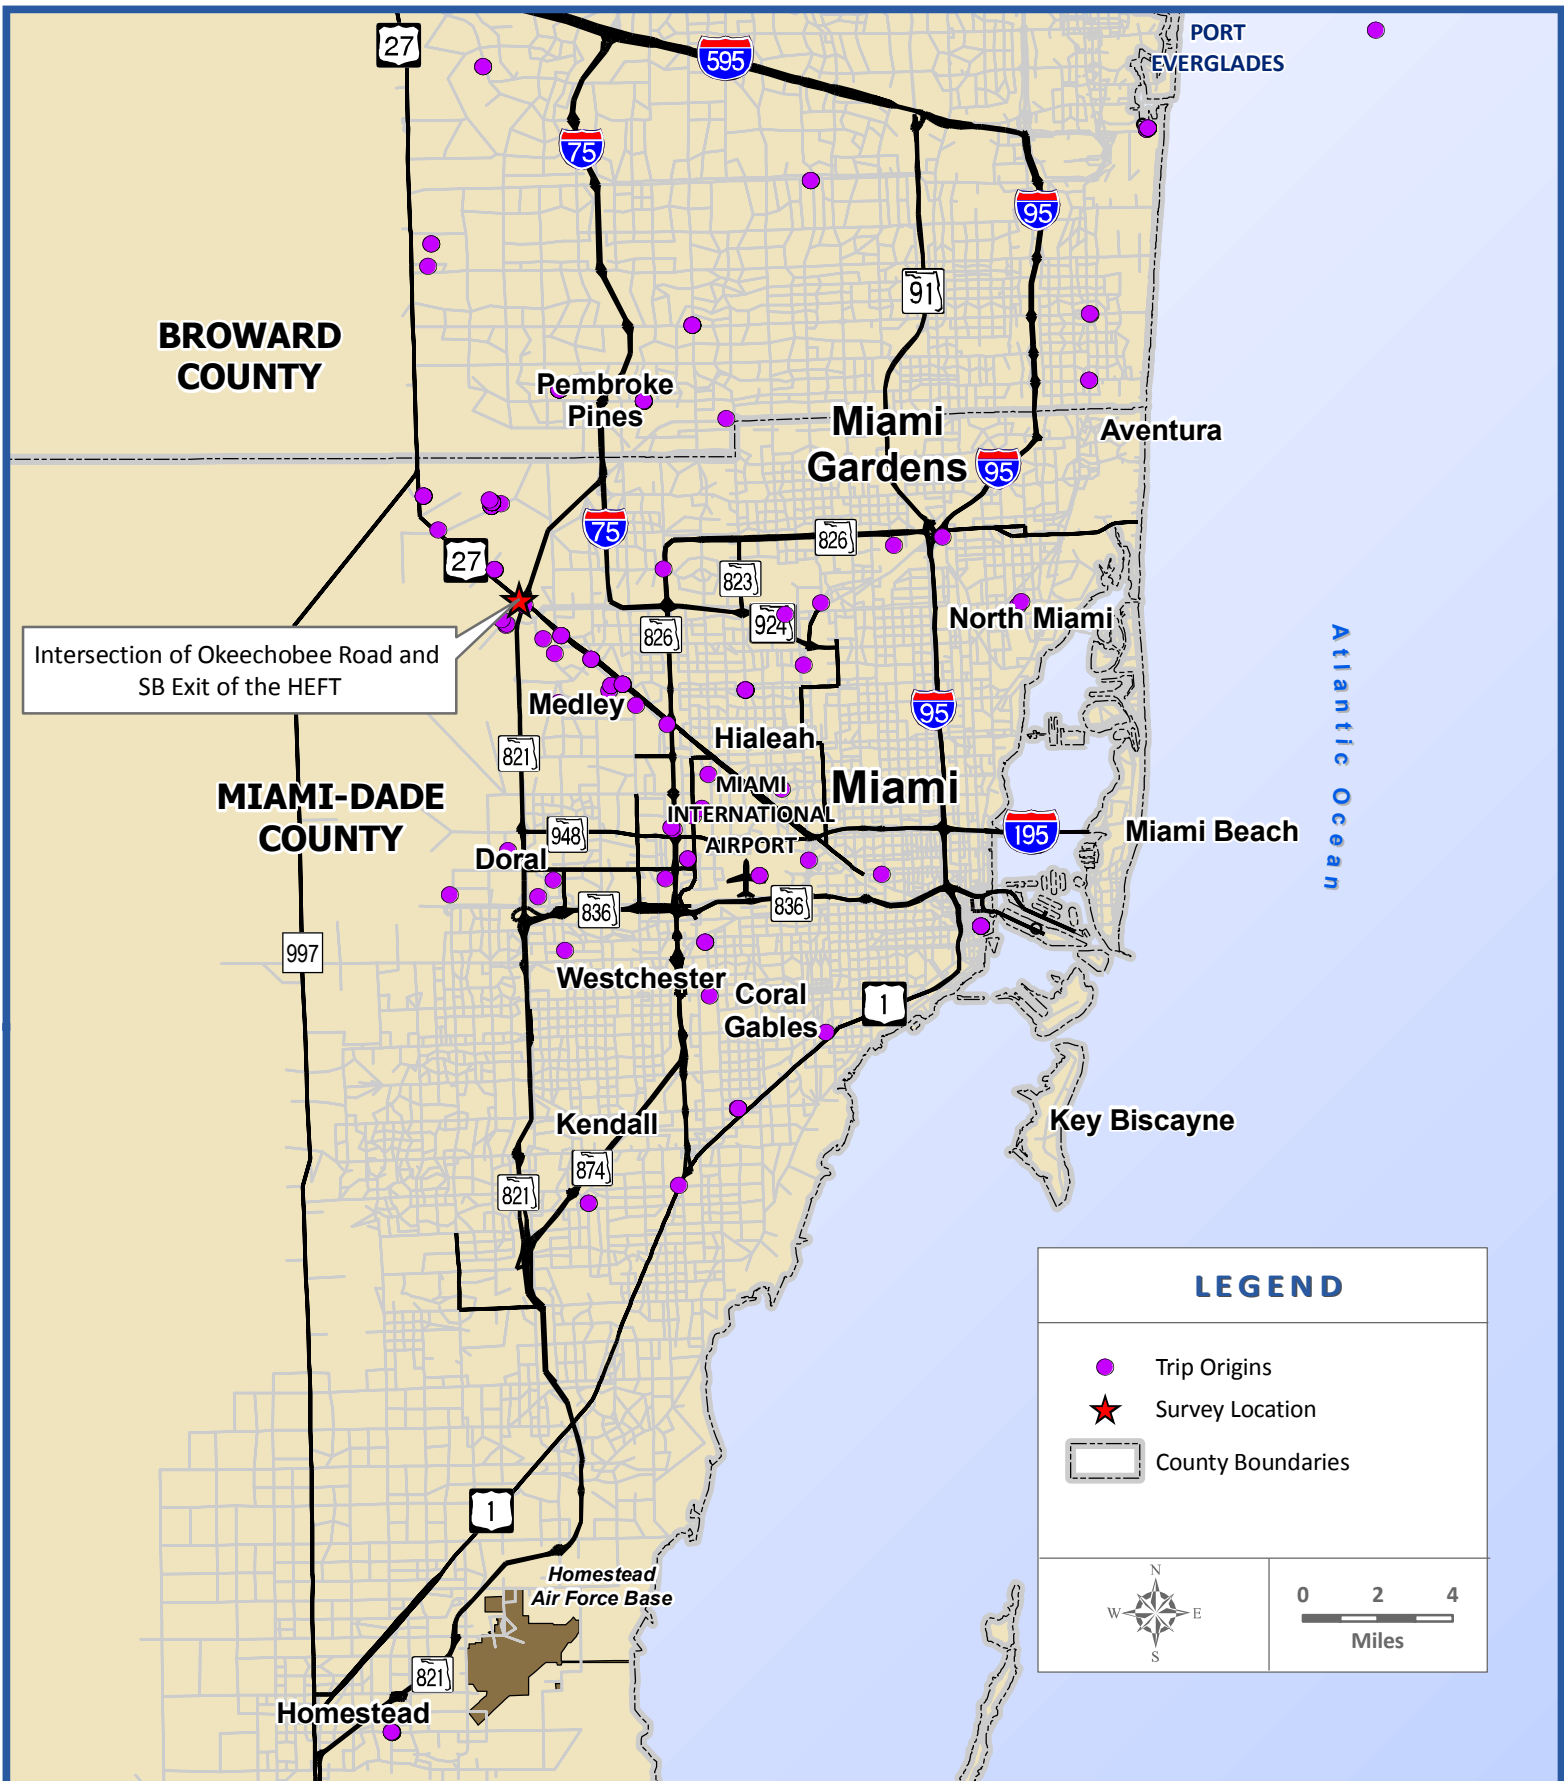 27
595
PORT
EVERGLADES
75
95
91
BROWARD
COUNTY
Pembroke
Pines
Miami
Gardens
Aventura
95
75
826
27
823
924
826
North Miami
Intersection of Okeechobee Road and
SB Exit of the HEFT
Atlantic Ocean
Medley
95
Hialeah
821
MIAMI-DADE
COUNTY
MIAMI
INTERNATIONAL
AIRPORT
Miami
948
195
Miami Beach
Doral
836
836
997
Westchester
Coral
Gables
1
Kendall
Key Biscayne
874
821
LEGEND
Trip Origins
Survey Location
County Boundaries
1
Homestead
Air Force Base
N
W
E
S
0 2 4
Miles
821
Homestead